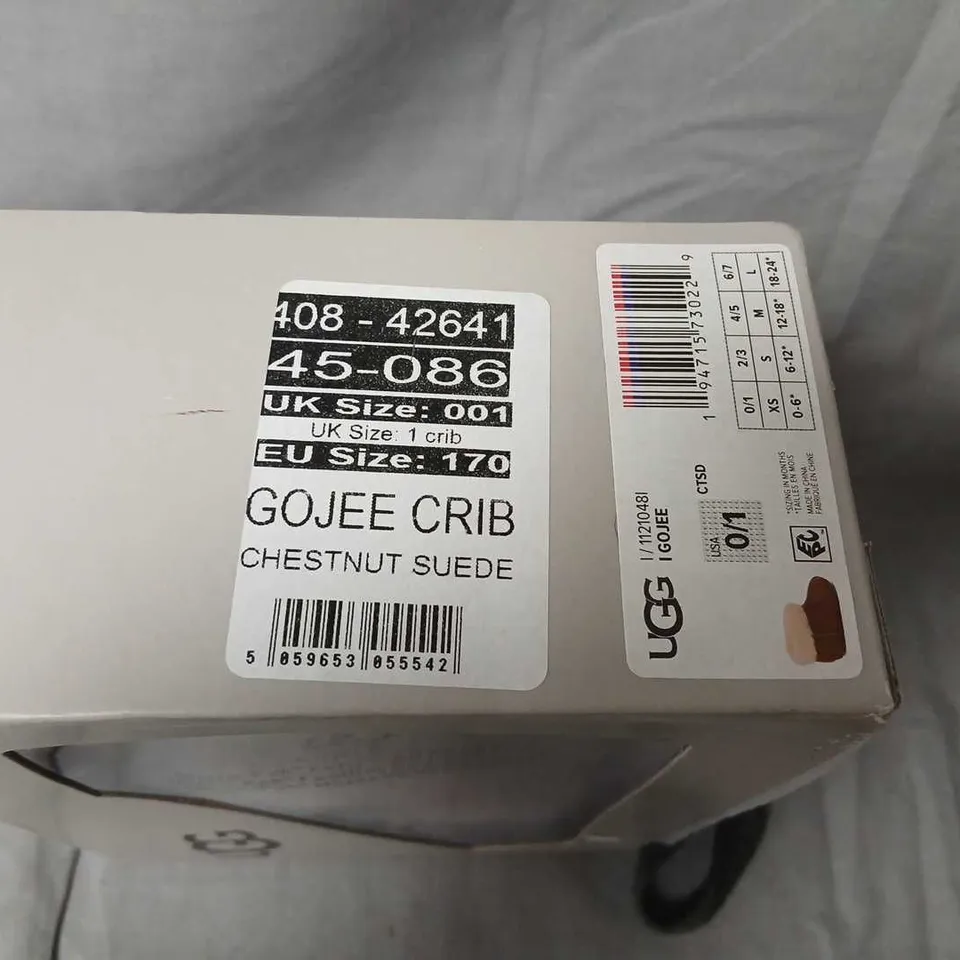 408 - 42641
45-086
UK Size: 001
UK Size: 1 crib
EU Size: 170
GOJEE CRIB
CHESTNUT SUEDE
5 059653 055542
1 94715 73022 9
0/1 2/3 4/5 6/7
XS S M L
0-6* 6-12* 12-18* 18-24*
*SIZING IN MONTHS
*TAILLES EN MOIS
MADE IN CHINA
FABRIQUÉ EN CHINE
I / 1121048I
I GOJEE
CTSD
USA
0/1
UGG